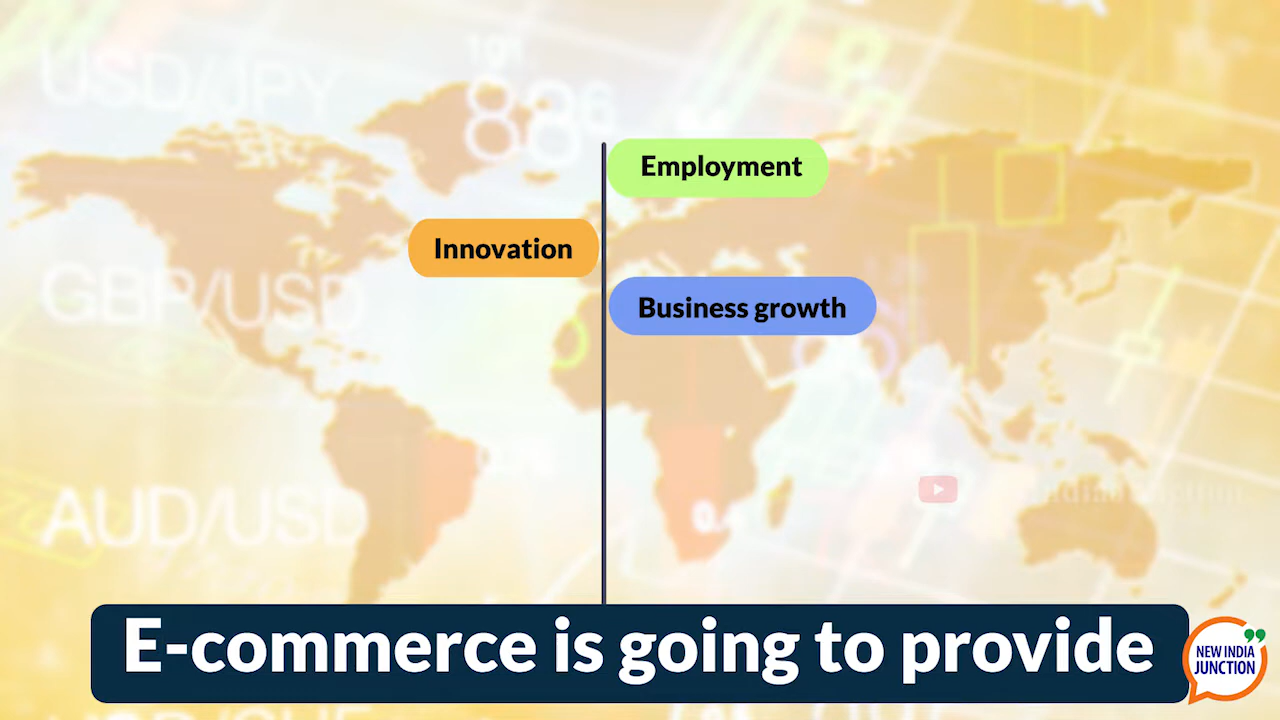 USD/JPY
Employment
Innovation
GBP/USD
Business growth
AUD/USD
E-commerce is going to provide
NEW INDIA
JUNCTION